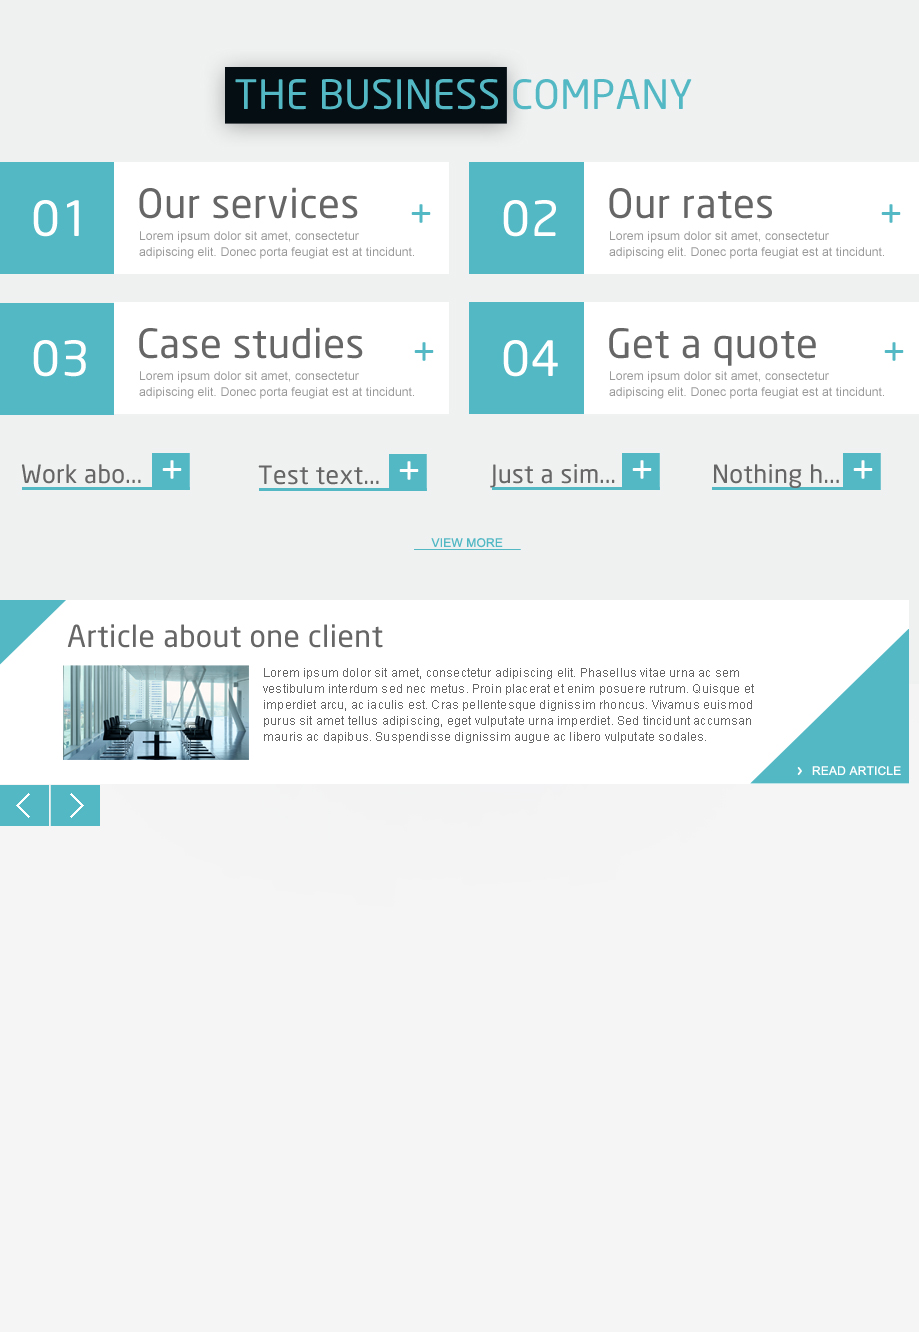 THE BUSINESS COMPANY
01
Our services
+
Lorem ipsum dolor sit amet, consectetur
adipiscing elit. Donec porta feugiat est at tincidunt.
02
Our rates
+
Lorem ipsum dolor sit amet, consectetur
adipiscing elit. Donec porta feugiat est at tincidunt.
03
Case studies
+
Lorem ipsum dolor sit amet, consectetur
adipiscing elit. Donec porta feugiat est at tincidunt.
04
Get a quote
+
Lorem ipsum dolor sit amet, consectetur
adipiscing elit. Donec porta feugiat est at tincidunt.
Work abo... +
Test text... +
Just a sim... +
Nothing h... +
VIEW MORE
Article about one client
Lorem ipsum dolor sit amet, consectetur adipiscing elit. Phasellus vitae urna ac sem
vestibulum interdum sed nec metus. Proin placerat et enim posuere rutrum. Quisque et
imperdiet arcu, ac iaculis est. Cras pellentesque dignissim rhoncus. Vivamus euismod
purus sit amet tellus adipiscing, eget vulputate urna imperdiet. Sed tincidunt accumsan
mauris ac dapibus. Suspendisse dignissim augue ac libero vulputate sodales.
› READ ARTICLE